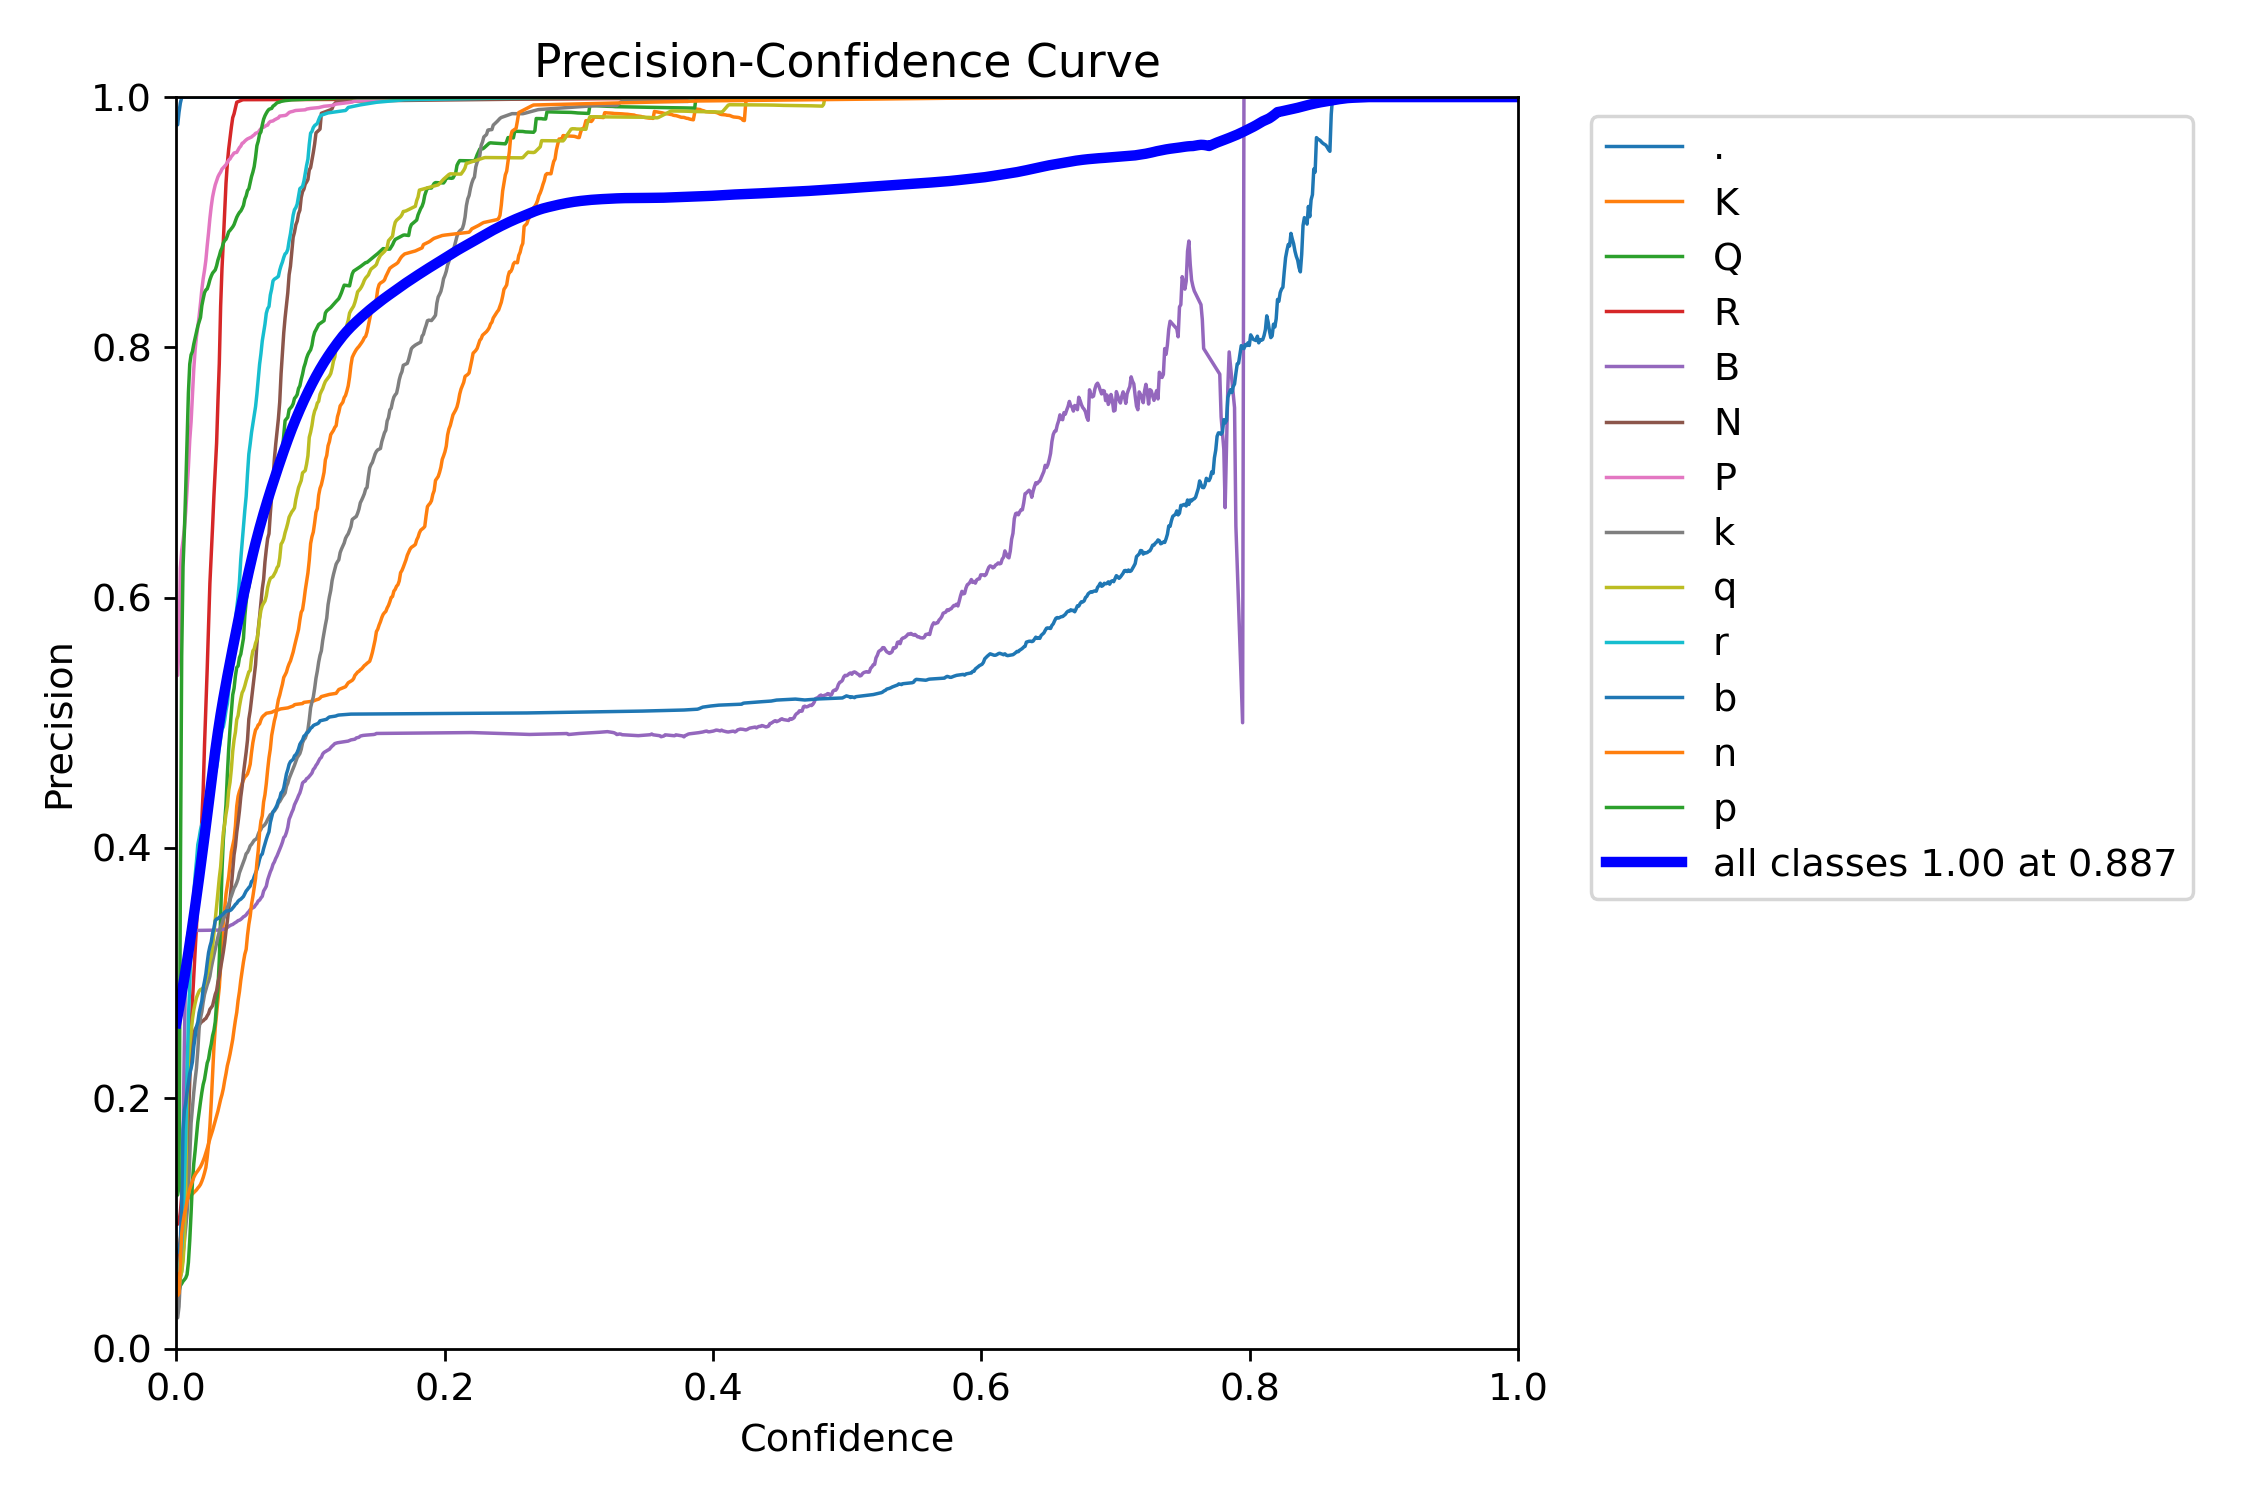 Precision-Confidence Curve
1.0
0.8
0.6
0.4
0.2
0.0
Precision
0.0 0.2 0.4 0.6 0.8 1.0
Confidence
.
K
Q
R
B
N
P
k
q
r
b
n
p
all classes 1.00 at 0.887